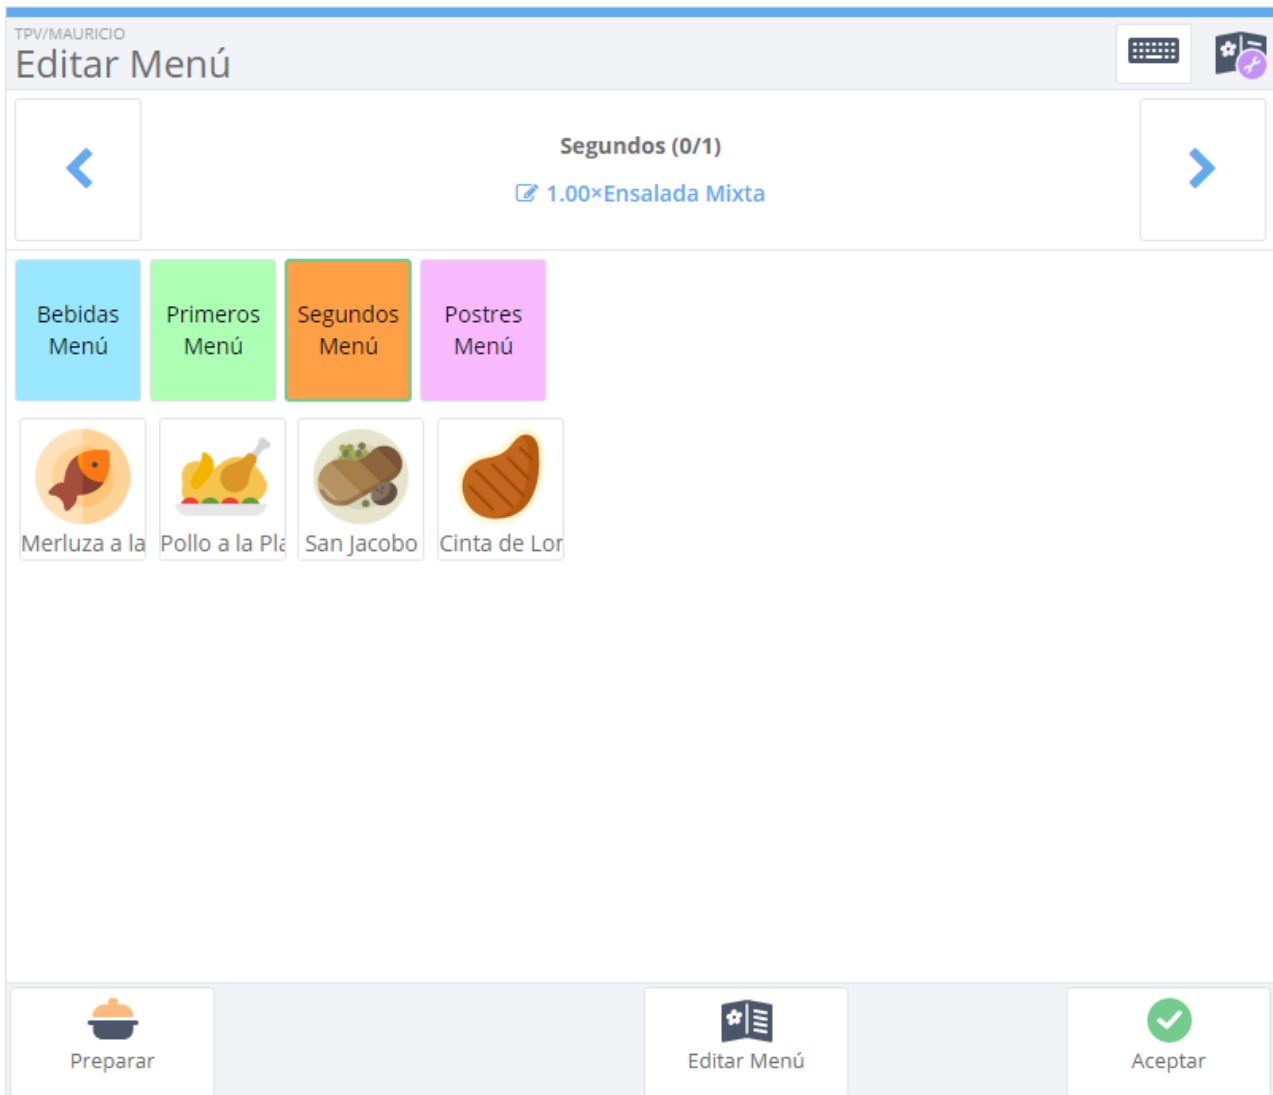 TPV/MAURICIO
Editar Menú
Segundos (0/1)
1.00×Ensalada Mixta
Bebidas
Menú
Primeros
Menú
Segundos
Menú
Postres
Menú
Merluza a la
Pollo a la Pla
San Jacobo
Cinta de Lor
Preparar
Editar Menú
Aceptar